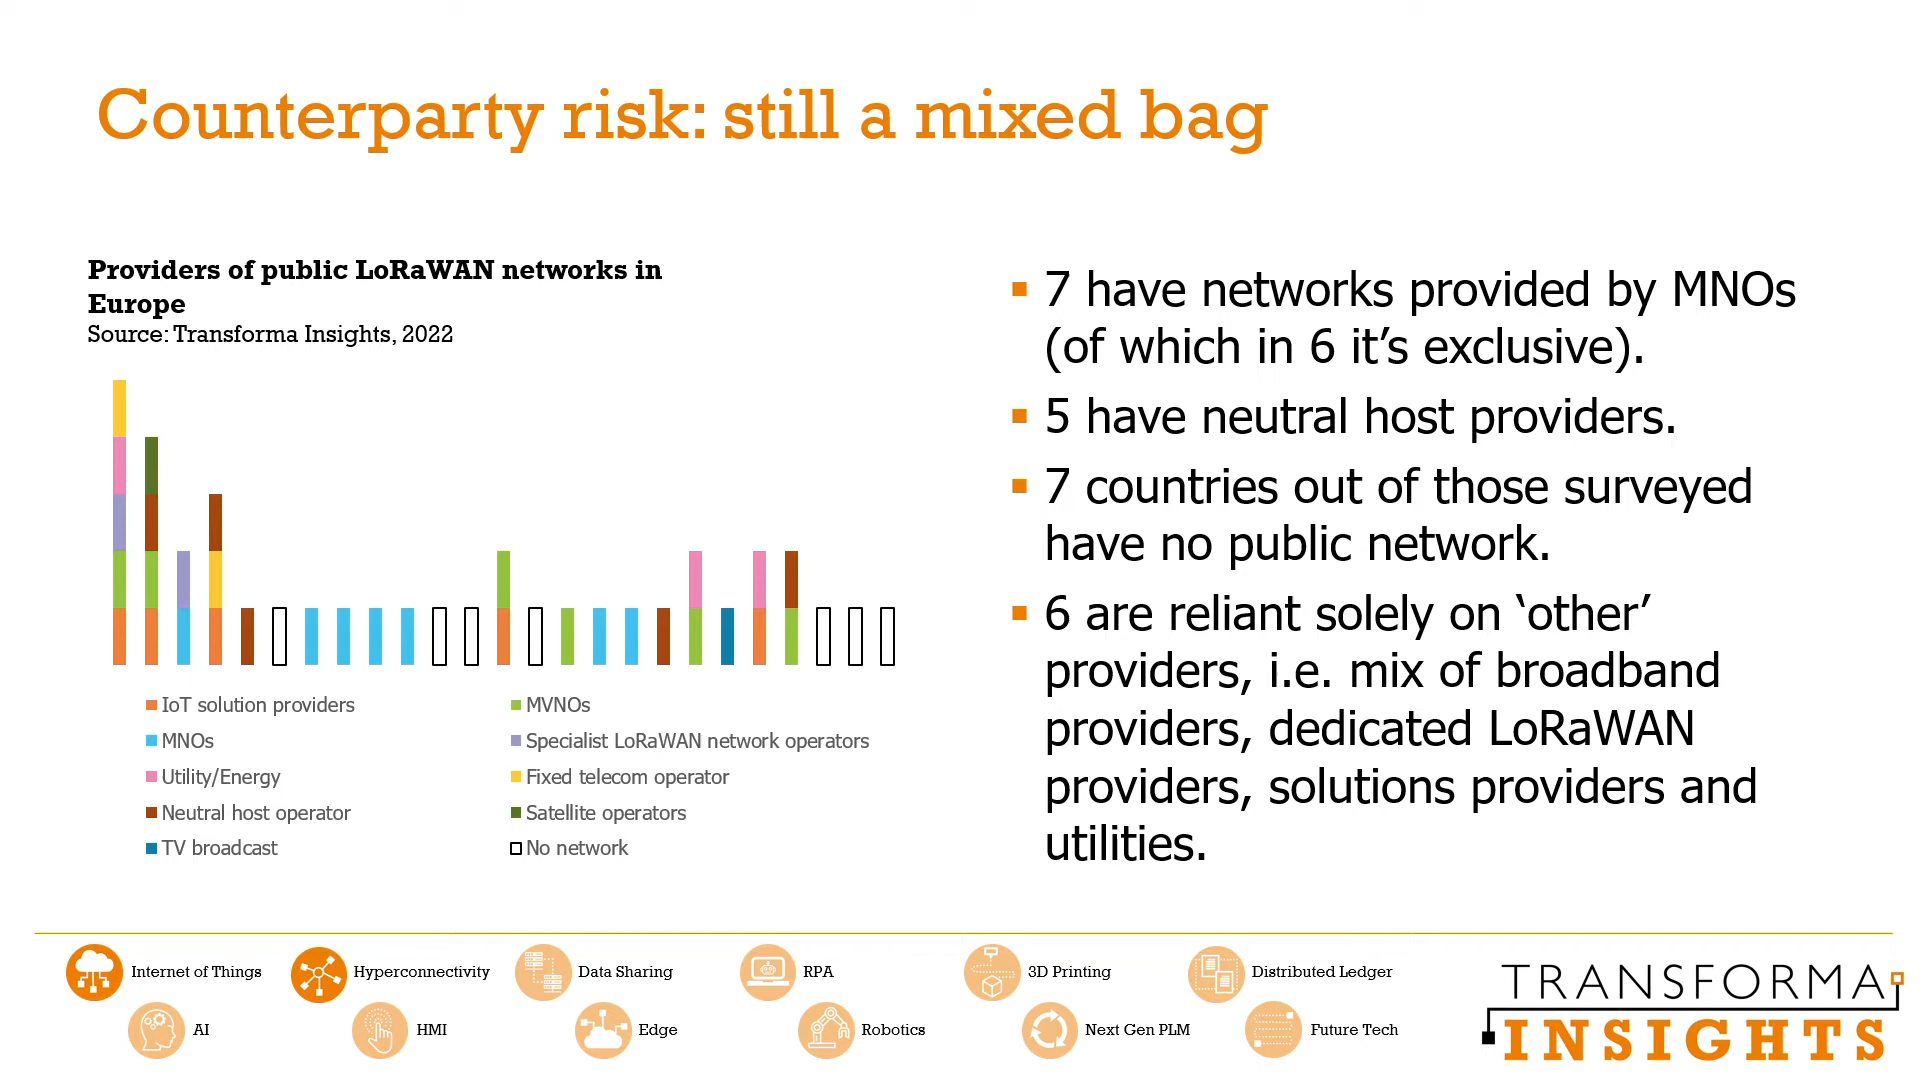 Counterparty risk: still a mixed bag
Providers of public LoRaWAN networks in
Europe
Source: Transforma Insights, 2022
IoT solution providers
MVNOs
MNOs
Specialist LoRaWAN network operators
Utility/Energy
Fixed telecom operator
Neutral host operator
Satellite operators
TV broadcast
No network
7 have networks provided by MNOs
(of which in 6 it’s exclusive).
5 have neutral host providers.
7 countries out of those surveyed
have no public network.
6 are reliant solely on ‘other’
providers, i.e. mix of broadband
providers, dedicated LoRaWAN
providers, solutions providers and
utilities.
Internet of Things
Hyperconnectivity
Data Sharing
RPA
3D Printing
Distributed Ledger
AI
HMI
Edge
Robotics
Next Gen PLM
Future Tech
TRANSFORMA
INSIGHTS